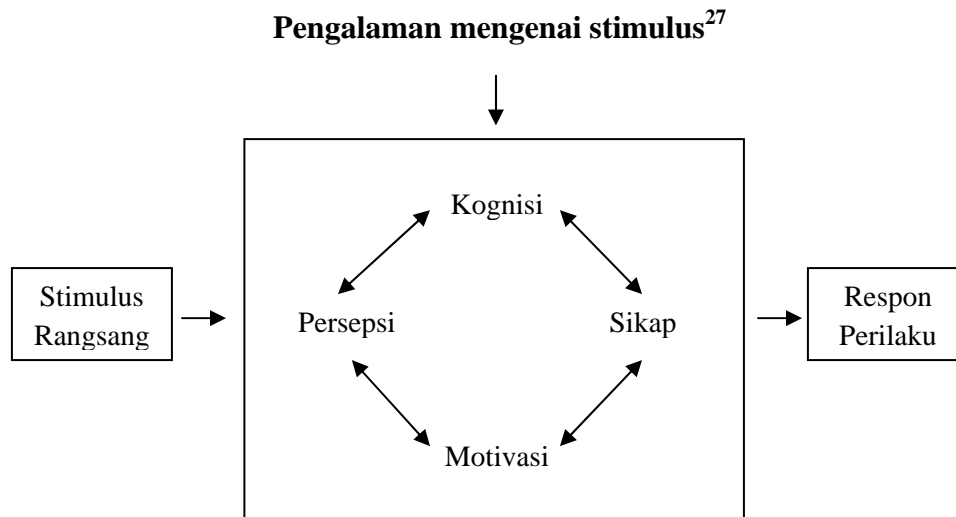 Pengalaman mengenai stimulus27
Kognisi
Stimulus
Rangsang
Persepsi
Sikap
Respon
Perilaku
Motivasi